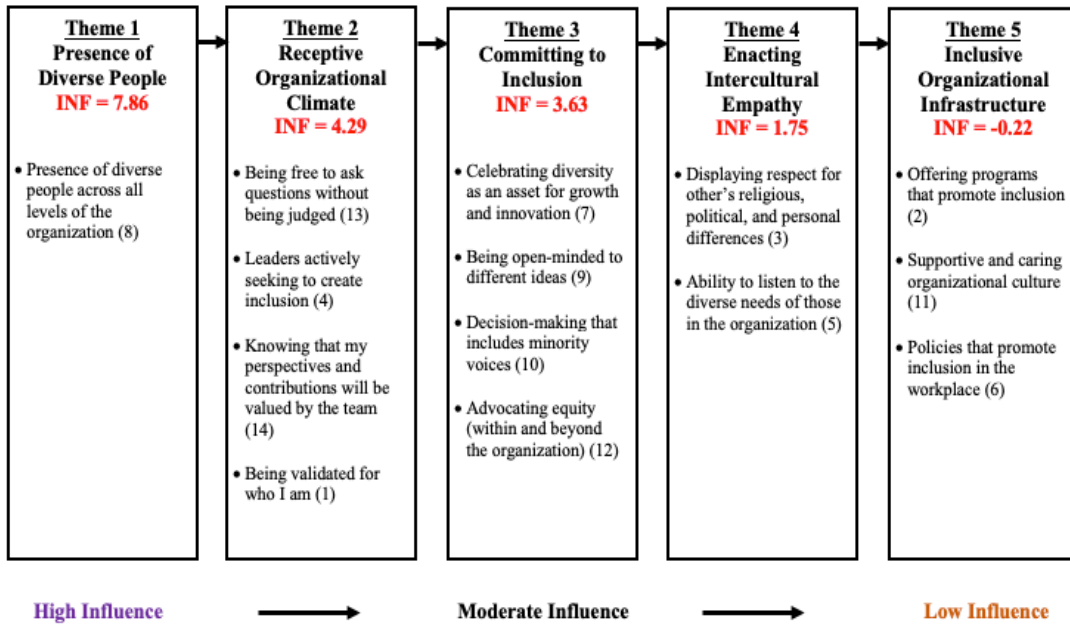 Theme 1
Presence of
Diverse People
INF = 7.86
• Presence of diverse
people across all
levels of the
organization (8)
Theme 2
Receptive
Organizational
Climate
INF = 4.29
• Being free to ask
questions without
being judged (13)
• Leaders actively
seeking to create
inclusion (4)
• Knowing that my
perspectives and
contributions will be
valued by the team
(14)
• Being validated for
who I am (1)
Theme 3
Committing to
Inclusion
INF = 3.63
• Celebrating diversity
as an asset for growth
and innovation (7)
• Being open-minded to
different ideas (9)
• Decision-making that
includes minority
voices (10)
• Advocating equity
(within and beyond
the organization) (12)
Theme 4
Enacting
Intercultural
Empathy
INF = 1.75
• Displaying respect for
other's religious,
political, and personal
differences (3)
• Ability to listen to the
diverse needs of those
in the organization (5)
Theme 5
Inclusive
Organizational
Infrastructure
INF = -0.22
• Offering programs
that promote inclusion
(2)
• Supportive and caring
organizational culture
(11)
• Policies that promote
inclusion in the
workplace (6)
High Influence
Moderate Influence
Low Influence